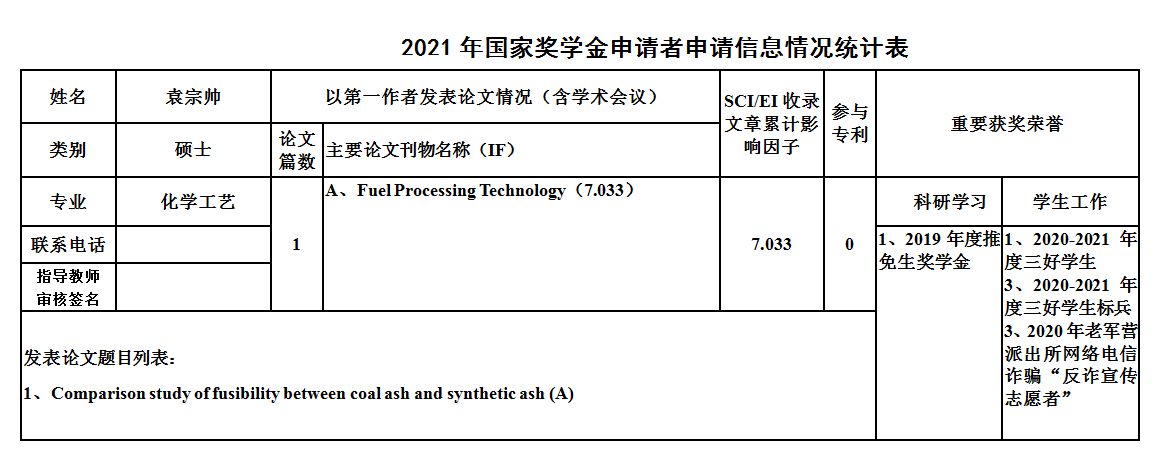 2021 年国家奖学金申请者申请信息情况统计表
姓名
袁宗帅
以第一作者发表论文情况（含学术会议）
SCI/EI 收录
文章累计影
响因子
参与
专利
重要获奖荣誉
类别
硕士
论文
篇数
主要论文刊物名称（IF）
专业
化学工艺
1
A、Fuel Processing Technology（7.033）
7.033
0
科研学习
学生工作
联系电话
1、2019 年度推
免生奖学金
1、2020-2021 年
度三好学生
3、2020-2021 年
度三好学生标兵
3、2020 年老军营
派出所网络电信
诈骗“反诈宣传
志愿者”
指导教师
审核签名
发表论文题目列表：
1、Comparison study of fusibility between coal ash and synthetic ash (A)